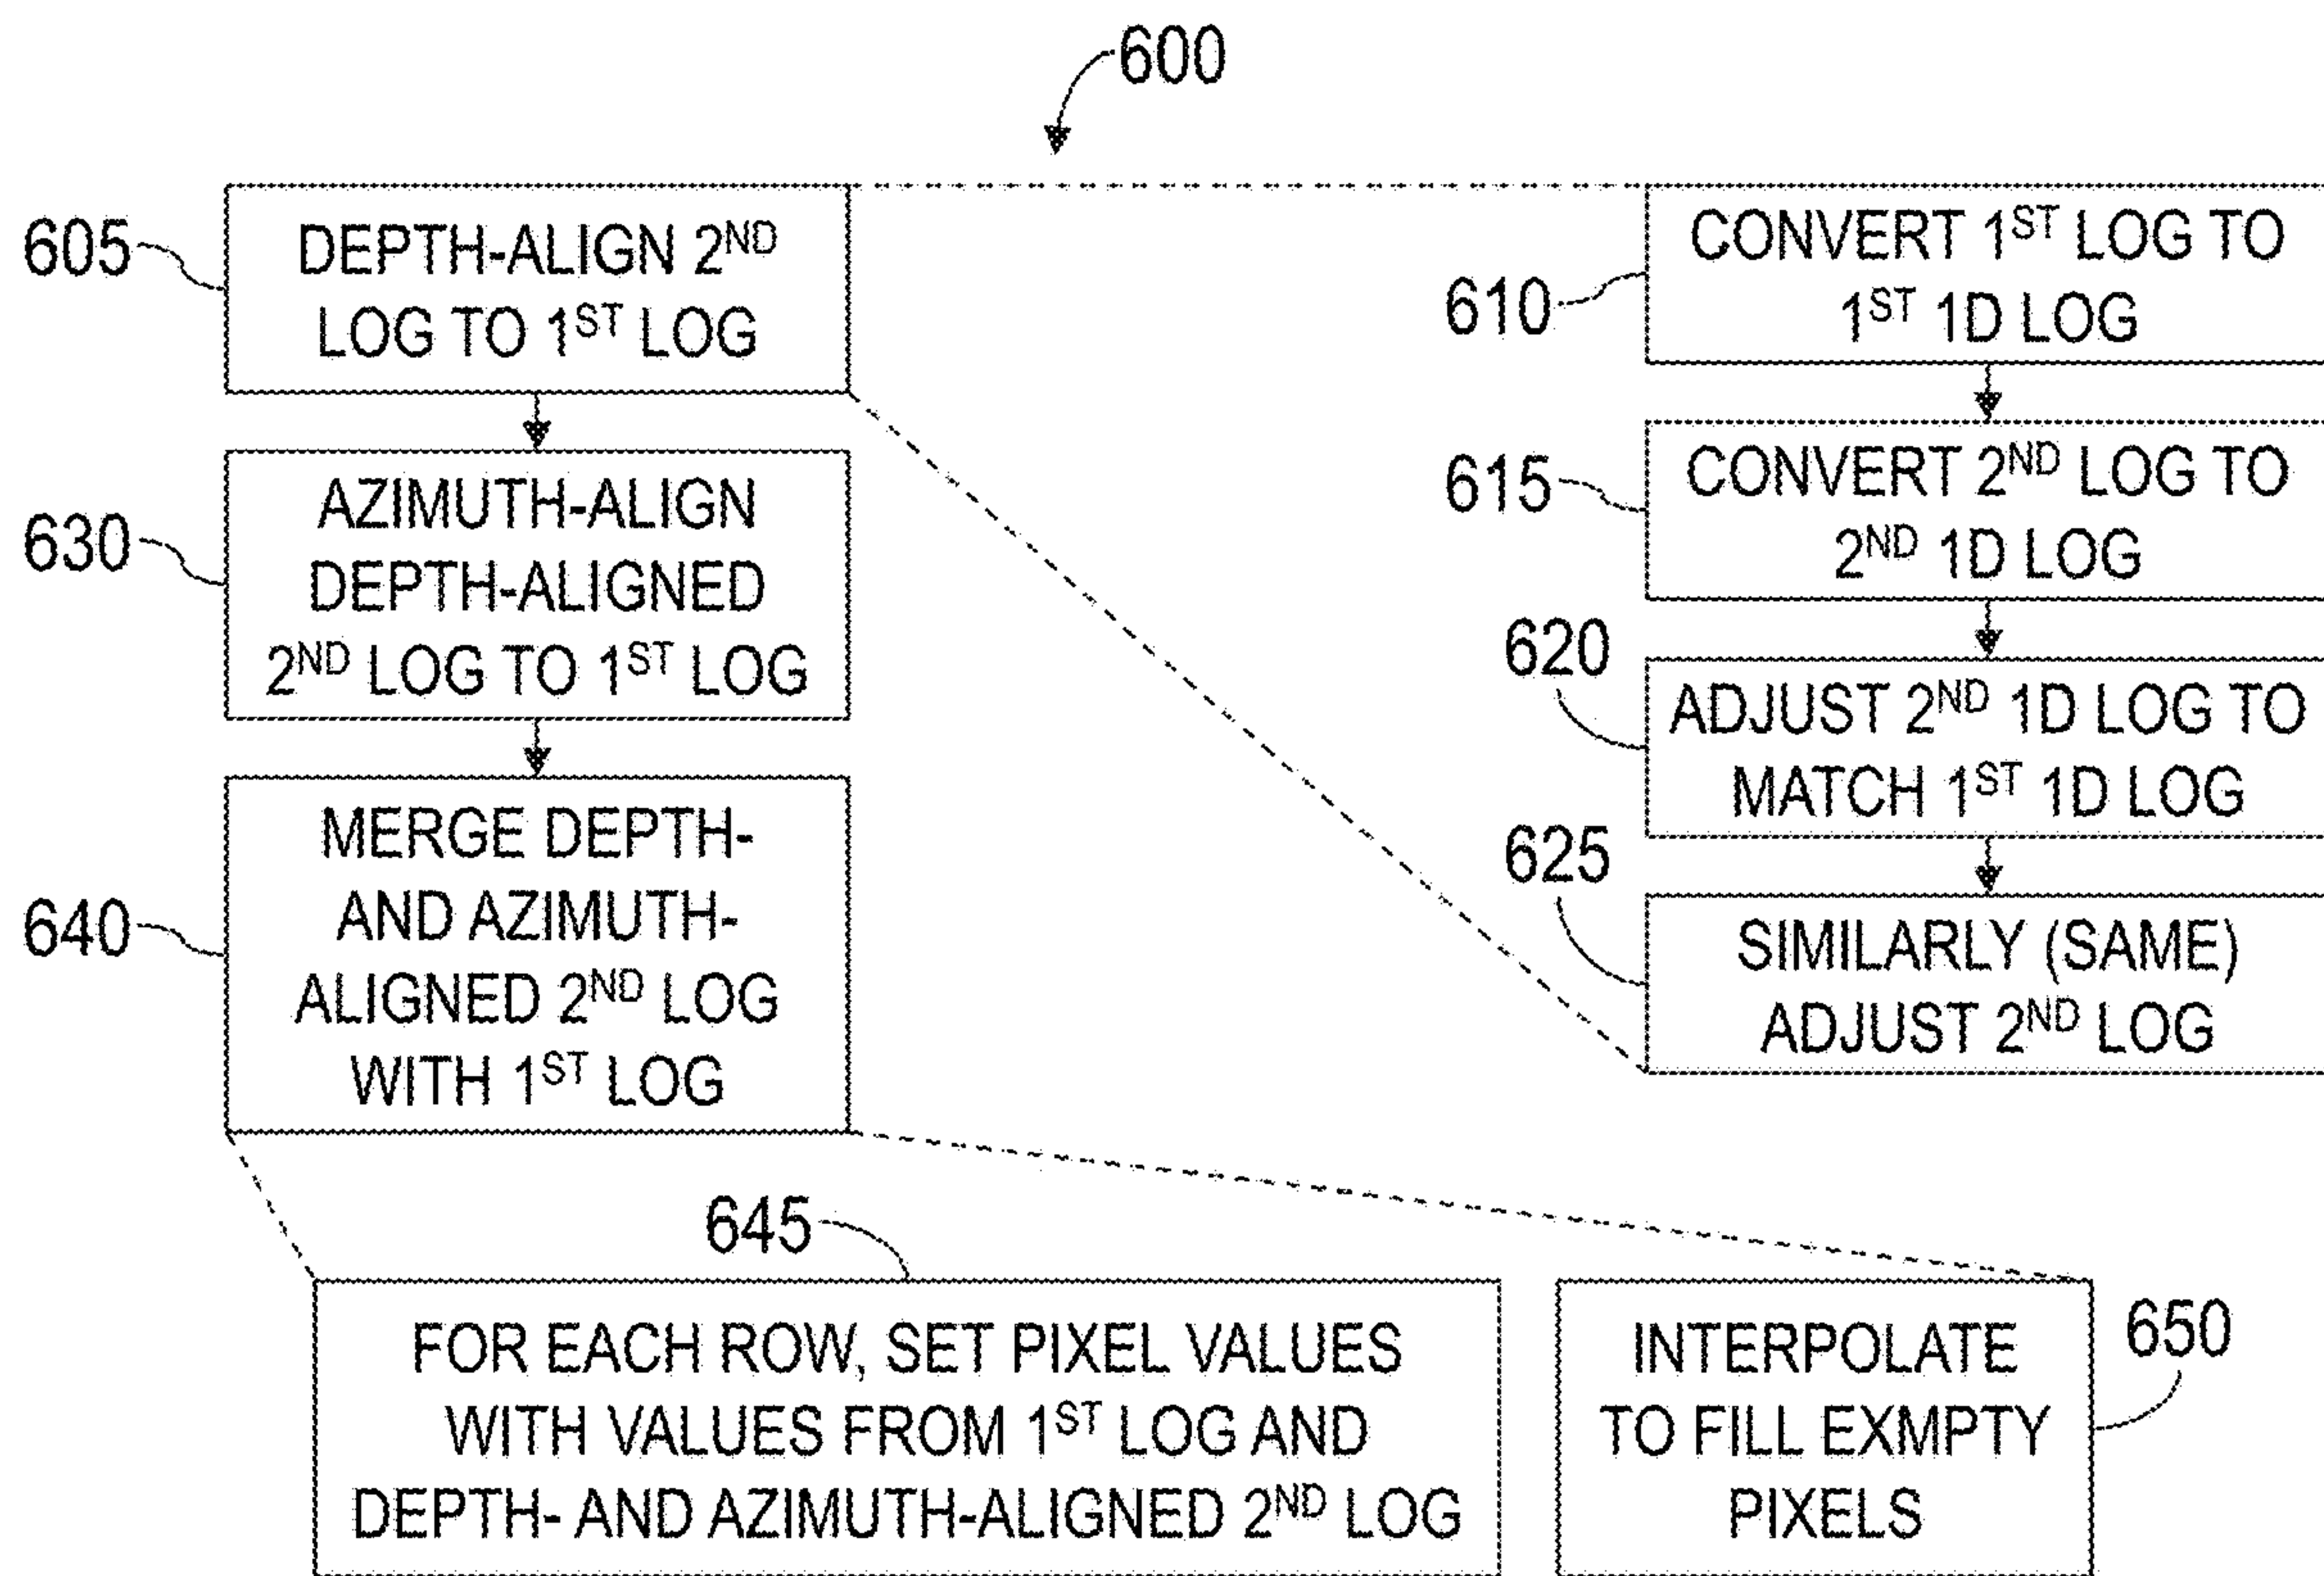 600
605
DEPTH-ALIGN 2ND
LOG TO 1ST LOG
630
AZIMUTH-ALIGN
DEPTH-ALIGNED
2ND LOG TO 1ST LOG
640
MERGE DEPTH-
AND AZIMUTH-
ALIGNED 2ND LOG
WITH 1ST LOG
610
CONVERT 1ST LOG TO
1ST 1D LOG
615
CONVERT 2ND LOG TO
2ND 1D LOG
620
ADJUST 2ND 1D LOG TO
MATCH 1ST 1D LOG
625
SIMILARLY (SAME)
ADJUST 2ND LOG
645
FOR EACH ROW, SET PIXEL VALUES
WITH VALUES FROM 1ST LOG AND
DEPTH- AND AZIMUTH-ALIGNED 2ND LOG
650
INTERPOLATE
TO FILL EXMPTY
PIXELS